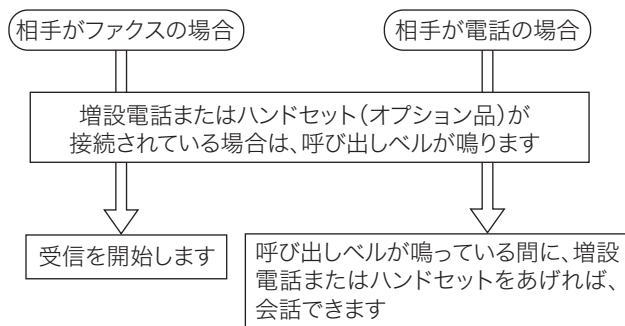 相手がファクスの場合
相手が電話の場合
増設電話またはハンドセット（オプション品）が
接続されている場合は、呼び出しベルが鳴ります
受信を開始します
呼び出しベルが鳴っている間に、増設
電話またはハンドセットをあげれば、
会話できます